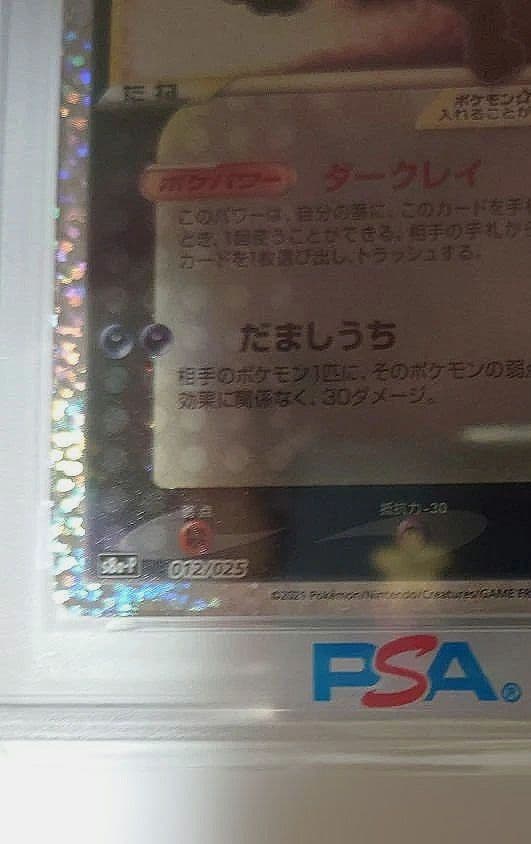 たね
ポケモン☆
入れることが
ポケパワー ダークレイ
このパワーは、自分の番に、このカードを手札
とき、1回使うことができる。相手の手札から
カードを1枚選び出し、トラッシュする。
だましうち
相手のポケモン1匹に、そのポケモンの弱点
効果に関係なく、30ダメージ。
弱点 抵抗力 -30
s8a-P 012/025
©2021 Pokémon/Nintendo/Creatures/GAME FR
PSA®